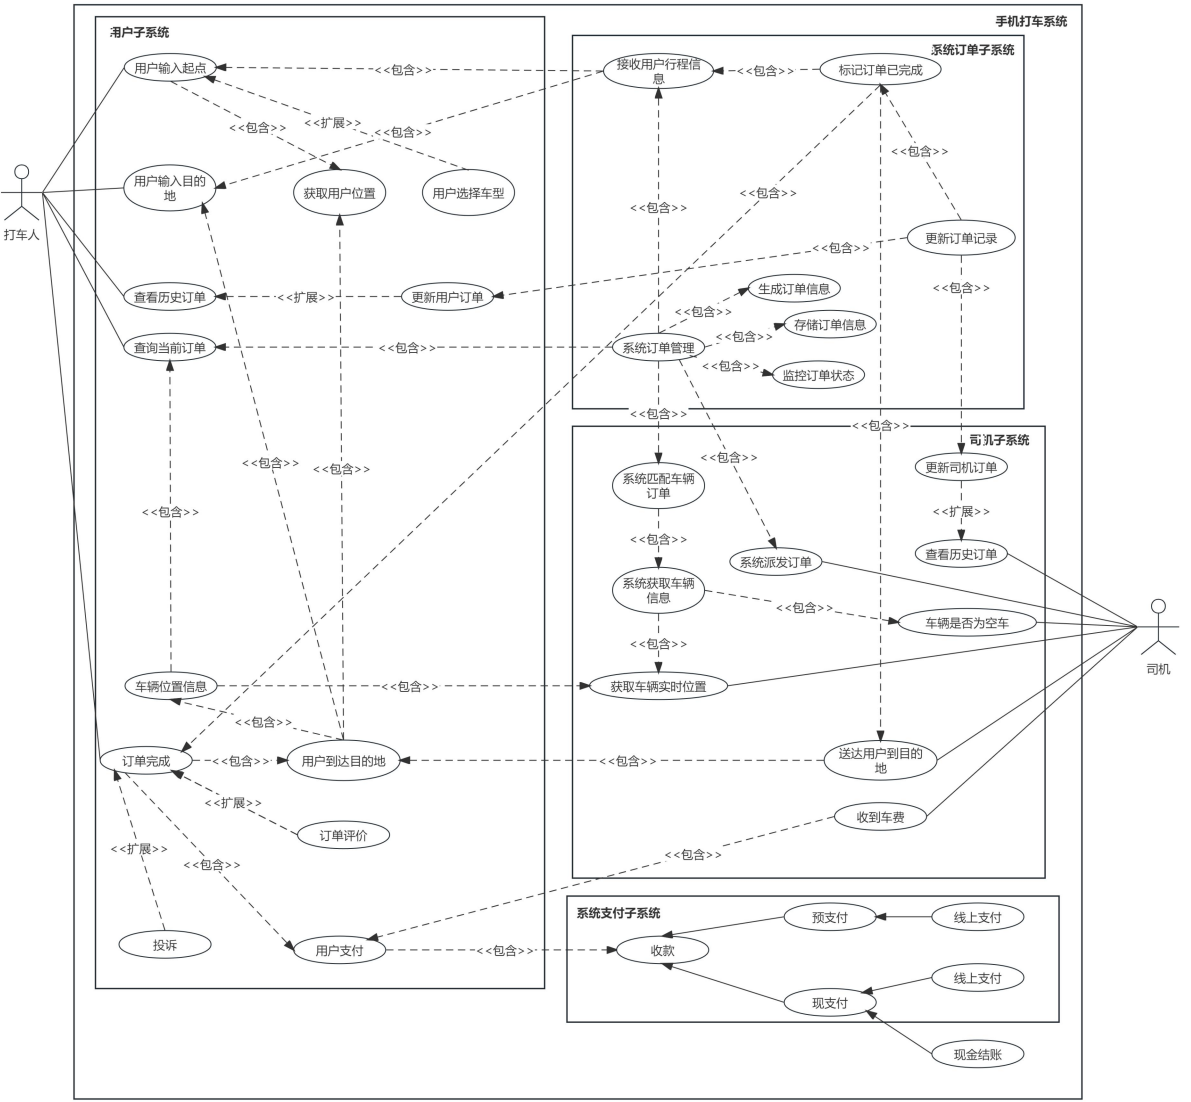 手机打车系统
用户子系统
系统订单子系统
用户输入起点
<<包含>>
接收用户行程信
息
<<包含>>
标记订单已完成
<<包含>>
<<扩展>>
<<包含>>
<<包含>>
用户输入目的
地
获取用户位置
用户选择车型
<<包含>>
<<包含>>
打车人
更新订单记录
<<包含>>
<<包含>>
查看历史订单
<<扩展>>
更新用户订单
生成订单信息
<<包含>>
存储订单信息
<<包含>>
查询当前订单
<<包含>>
系统订单管理
<<包含>>
监控订单状态
<<包含>>
<<包含>>
司机子系统
<<包含>>
<<包含>>
<<包含>>
更新司机订单
系统匹配车辆
订单
<<包含>>
<<扩展>>
<<包含>>
系统派发订单
查看历史订单
系统获取车辆
信息
<<包含>>
车辆是否为空车
<<包含>>
司机
车辆位置信息
<<包含>>
获取车辆实时位置
<<包含>>
订单完成
<<包含>>
用户到达目的地
<<包含>>
送达用户到目的
地
<<扩展>>
收到车费
订单评价
<<扩展>>
<<包含>>
<<包含>>
系统支付子系统
预支付
线上支付
投诉
用户支付
<<包含>>
收款
线上支付
现支付
现金结账